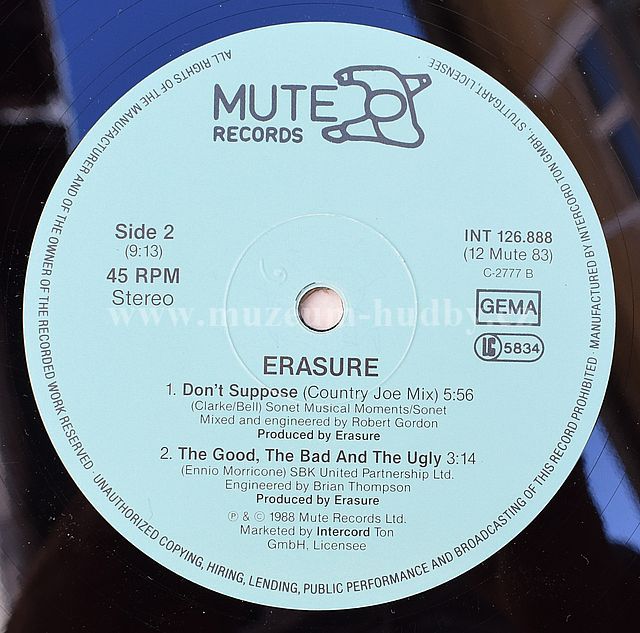 MUTE
RECORDS
Side 2
(9:13)
45 RPM
Stereo
INT 126.888
(12 Mute 83)
C-2777 B
GEMA
LC 5834
www.muzeum-hudby.cz
ERASURE
1. Don't Suppose (Country Joe Mix) 5:56
(Clarke/Bell) Sonet Musical Moments/Sonet
Mixed and engineered by Robert Gordon
Produced by Erasure
2. The Good, The Bad And The Ugly 3:14
(Ennio Morricone) SBK United Partnership Ltd.
Engineered by Brian Thompson
Produced by Erasure
℗ & © 1988 Mute Records Ltd.
Marketed by Intercord Ton
GmbH, Licensee
ALL RIGHTS OF THE MANUFACTURER AND OF THE OWNER OF THE RECORDED WORK RESERVED · UNAUTHORIZED COPYING, HIRING, LENDING, PUBLIC PERFORMANCE AND BROADCASTING OF THIS RECORD PROHIBITED · MANUFACTURED BY INTERCORD TON GMBH, STUTTGART, LICENSEE